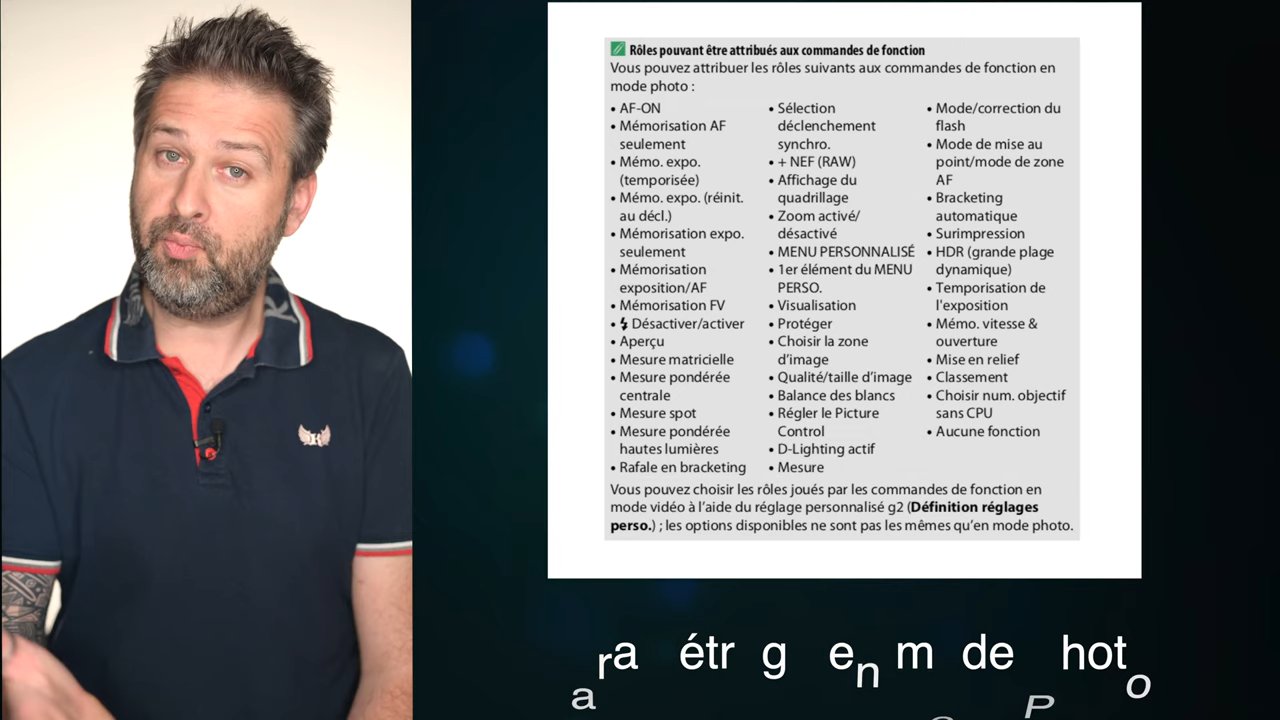 Rôles pouvant être attribués aux commandes de fonction
Vous pouvez attribuer les rôles suivants aux commandes de fonction en
mode photo :
• AF-ON
• Mémorisation AF
seulement
• Mémo. expo.
(temporisée)
• Mémo. expo. (réinit.
au décl.)
• Mémorisation expo.
seulement
• Mémorisation
exposition/AF
• Mémorisation FV
• Désactiver/activer
• Aperçu
• Mesure matricielle
• Mesure pondérée
centrale
• Mesure spot
• Mesure pondérée
hautes lumières
• Rafale en bracketing
• Sélection
déclenchement
synchro.
• + NEF (RAW)
• Affichage du
quadrillage
• Zoom activé/
désactivé
• MENU PERSONNALISÉ
• 1er élément du MENU
PERSO.
• Visualisation
• Protéger
• Choisir la zone
d’image
• Qualité/taille d’image
• Balance des blancs
• Régler le Picture
Control
• D-Lighting actif
• Mesure
• Mode/correction du
flash
• Mode de mise au
point/mode de zone
AF
• Bracketing
automatique
• Surimpression
• HDR (grande plage
dynamique)
• Temporisation de
l'exposition
• Mémo. vitesse &
ouverture
• Mise en relief
• Classement
• Choisir num. objectif
sans CPU
• Aucune fonction
Vous pouvez choisir les rôles joués par les commandes de fonction en
mode vidéo à l’aide du réglage personnalisé g2 (Définition réglages
perso.) ; les options disponibles ne sont pas les mêmes qu’en mode photo.